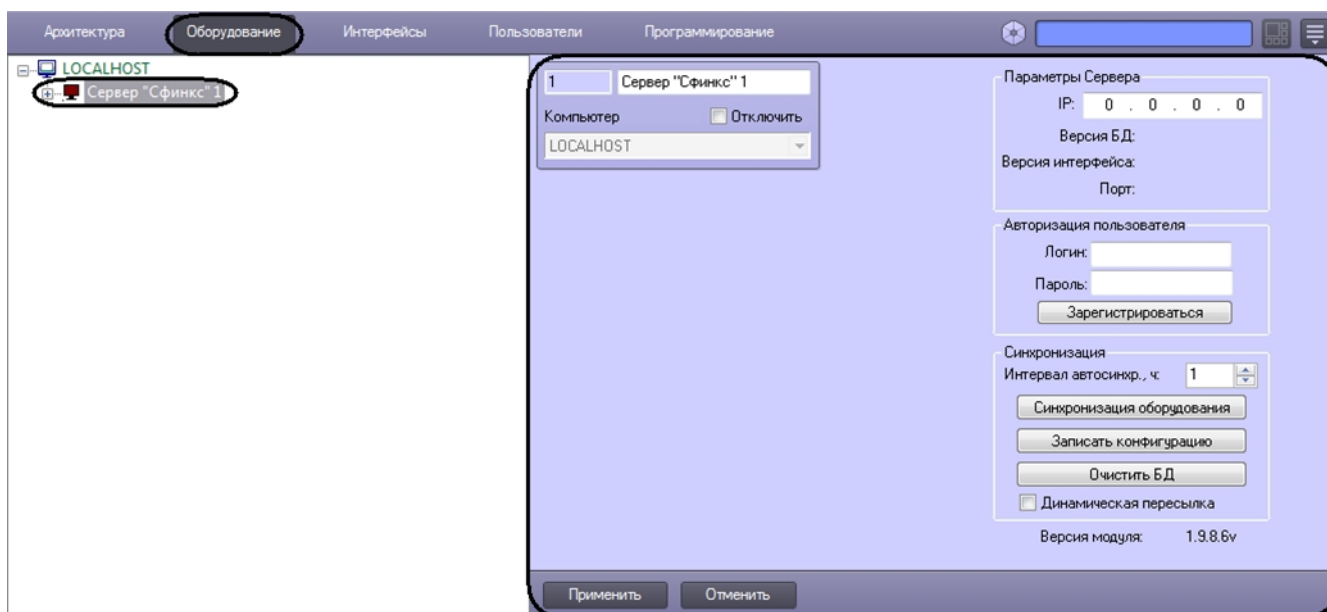 Архитектура Оборудование Интерфейсы Пользователи Программирование
LOCALHOST
Сервер "Сфинкс" 1
1 Сервер "Сфинкс" 1
Компьютер Отключить
LOCALHOST
Параметры Сервера
IP: 0 . 0 . 0 . 0
Версия БД:
Версия интерфейса:
Порт:
Авторизация пользователя
Логин:
Пароль:
Зарегистрироваться
Синхронизация
Интервал автосинхр., ч: 1
Синхронизация оборудования
Записать конфигурацию
Очистить БД
Динамическая пересылка
Версия модуля: 1.9.8.6v
Применить Отменить